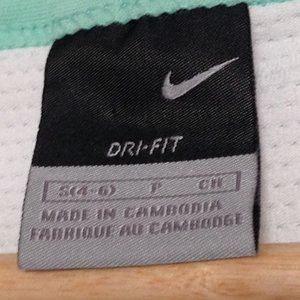 DRI-FIT
S(4-6) P CH
MADE IN CAMBODIA
FABRIQUE AU CAMBODGE